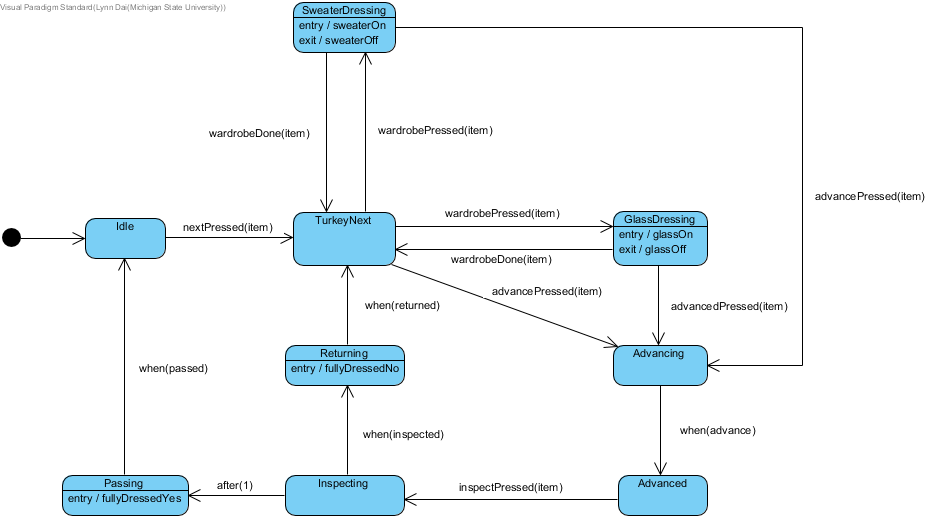 Visual Paradigm Standard(Lynn Dai(Michigan State University))
SweaterDressing
entry / sweaterOn
exit / sweaterOff
wardrobeDone(item)
wardrobePressed(item)
advancePressed(item)
Idle
nextPressed(item)
TurkeyNext
wardrobePressed(item)
GlassDressing
entry / glassOn
exit / glassOff
wardrobeDone(item)
advancePressed(item)
when(returned)
advancedPressed(item)
Returning
entry / fullyDressedNo
Advancing
when(passed)
when(inspected)
when(advance)
Passing
entry / fullyDressedYes
after(1)
Inspecting
inspectPressed(item)
Advanced